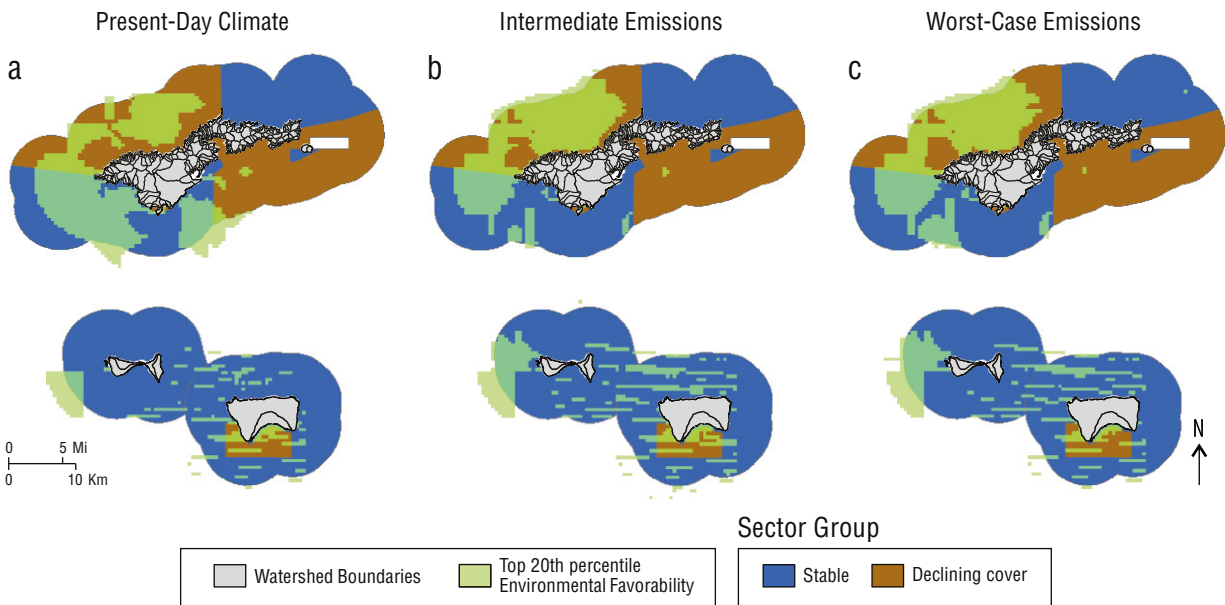 Present-Day Climate
Intermediate Emissions
Worst-Case Emissions
a
b
c
0 5 Mi
0 10 Km
N
Sector Group
Watershed Boundaries
Top 20th percentile
Environmental Favorability
Stable
Declining cover